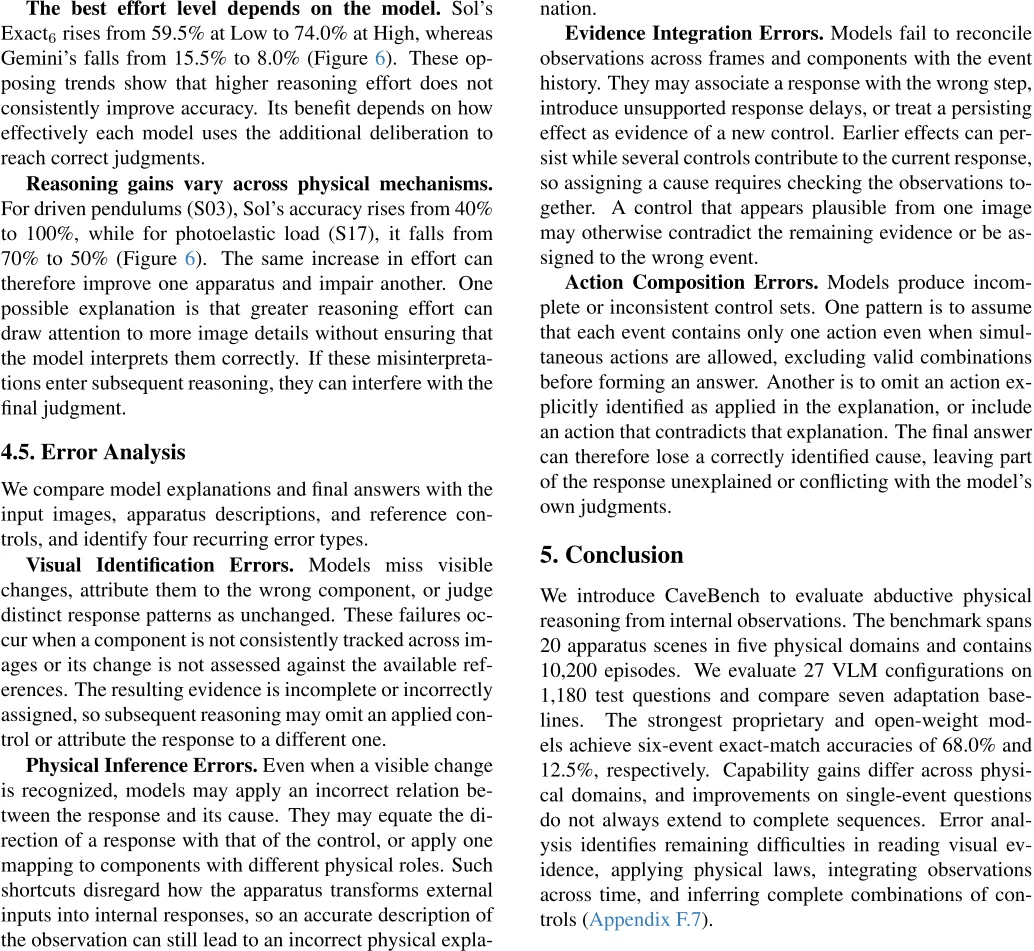 The best effort level depends on the model. Sol's
Exact6 rises from 59.5% at Low to 74.0% at High, whereas
Gemini's falls from 15.5% to 8.0% (Figure 6). These op-
posing trends show that higher reasoning effort does not
consistently improve accuracy. Its benefit depends on how
effectively each model uses the additional deliberation to
reach correct judgments.
Reasoning gains vary across physical mechanisms.
For driven pendulums (S03), Sol's accuracy rises from 40%
to 100%, while for photoelastic load (S17), it falls from
70% to 50% (Figure 6). The same increase in effort can
therefore improve one apparatus and impair another. One
possible explanation is that greater reasoning effort can
draw attention to more image details without ensuring that
the model interprets them correctly. If these misinterpreta-
tions enter subsequent reasoning, they can interfere with the
final judgment.
4.5. Error Analysis
We compare model explanations and final answers with the
input images, apparatus descriptions, and reference con-
trols, and identify four recurring error types.
Visual Identification Errors. Models miss visible
changes, attribute them to the wrong component, or judge
distinct response patterns as unchanged. These failures oc-
cur when a component is not consistently tracked across im-
ages or its change is not assessed against the available ref-
erences. The resulting evidence is incomplete or incorrectly
assigned, so subsequent reasoning may omit an applied con-
trol or attribute the response to a different one.
Physical Inference Errors. Even when a visible change
is recognized, models may apply an incorrect relation be-
tween the response and its cause. They may equate the di-
rection of a response with that of the control, or apply one
mapping to components with different physical roles. Such
shortcuts disregard how the apparatus transforms external
inputs into internal responses, so an accurate description of
the observation can still lead to an incorrect physical expla-
nation.
Evidence Integration Errors. Models fail to reconcile
observations across frames and components with the event
history. They may associate a response with the wrong step,
introduce unsupported response delays, or treat a persisting
effect as evidence of a new control. Earlier effects can per-
sist while several controls contribute to the current response,
so assigning a cause requires checking the observations to-
gether. A control that appears plausible from one image
may otherwise contradict the remaining evidence or be as-
signed to the wrong event.
Action Composition Errors. Models produce incom-
plete or inconsistent control sets. One pattern is to assume
that each event contains only one action even when simul-
taneous actions are allowed, excluding valid combinations
before forming an answer. Another is to omit an action ex-
plicitly identified as applied in the explanation, or include
an action that contradicts that explanation. The final answer
can therefore lose a correctly identified cause, leaving part
of the response unexplained or conflicting with the model's
own judgments.
5. Conclusion
We introduce CaveBench to evaluate abductive physical
reasoning from internal observations. The benchmark spans
20 apparatus scenes in five physical domains and contains
10,200 episodes. We evaluate 27 VLM configurations on
1,180 test questions and compare seven adaptation base-
lines. The strongest proprietary and open-weight mod-
els achieve six-event exact-match accuracies of 68.0% and
12.5%, respectively. Capability gains differ across physi-
cal domains, and improvements on single-event questions
do not always extend to complete sequences. Error anal-
ysis identifies remaining difficulties in reading visual ev-
idence, applying physical laws, integrating observations
across time, and inferring complete combinations of con-
trols (Appendix F.7).